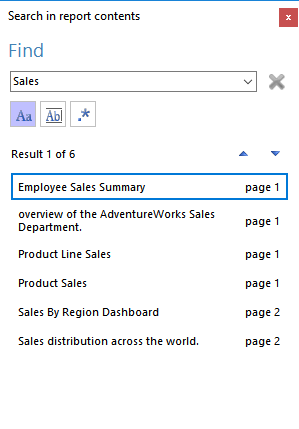 Search in report contents
x
Find
Sales
Aa Ab .*
Result 1 of 6
Employee Sales Summary page 1
overview of the AdventureWorks Sales
Department. page 1
Product Line Sales page 1
Product Sales page 1
Sales By Region Dashboard page 2
Sales distribution across the world. page 2